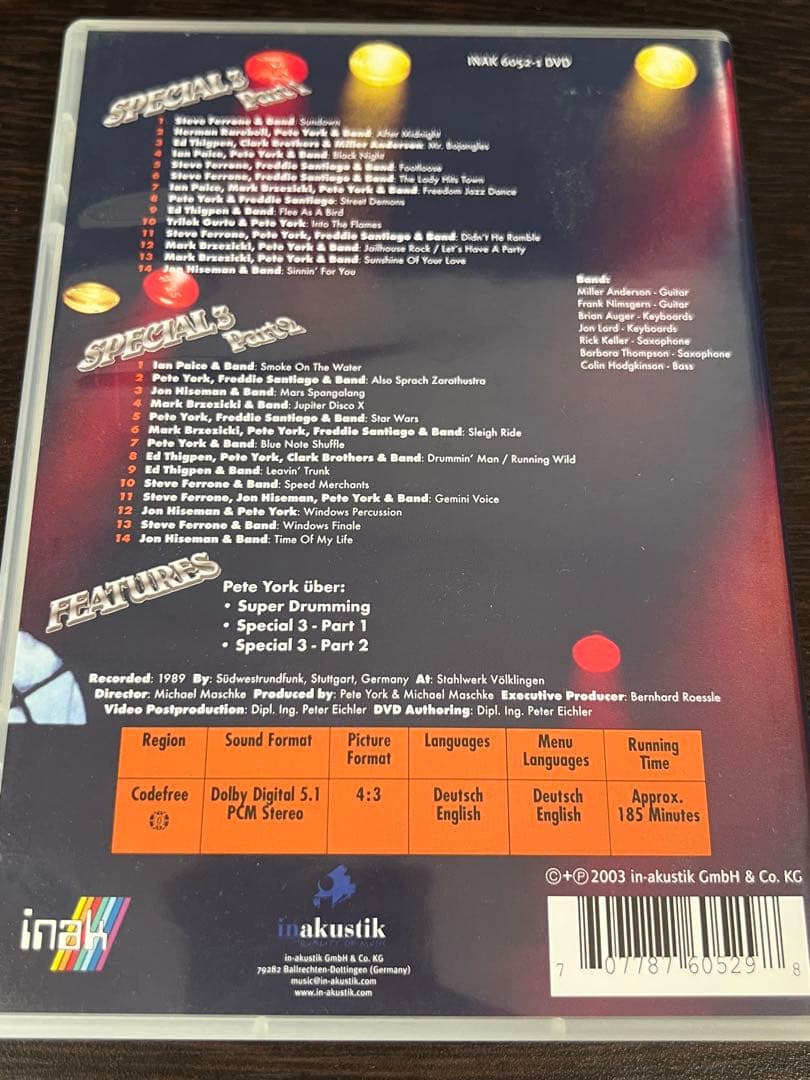 INAK 6052-1 DVD
SPECIAL 3
Part 1
1 Steve Ferrone & Band: Sundown
2 Herman Rarebell, Pete York & Band: After Midnight
3 Ed Thigpen, Clark Brothers & Miller Anderson: Mr. Bojangles
4 Ian Paice, Pete York & Band: Black Night
5 Steve Ferrone, Freddie Santiago & Band: Footloose
6 Steve Ferrone, Freddie Santiago & Band: The Lady Hits Town
7 Ian Paice, Mark Brzezicki, Pete York & Band: Freedom Jazz Dance
8 Pete York & Freddie Santiago: Street Demons
9 Ed Thigpen & Band: Flee As A Bird
10 Trilok Gurtu & Pete York: Into The Flames
11 Steve Ferrone, Pete York, Freddie Santiago & Band: Didn't He Ramble
12 Mark Brzezicki, Pete York & Band: Jailhouse Rock / Let's Have A Party
13 Mark Brzezicki, Pete York & Band: Sunshine Of Your Love
14 Jon Hiseman & Band: Sinnin' For You
Band:
Miller Anderson - Guitar
Frank Nimsgern - Guitar
Brian Auger - Keyboards
Jon Lord - Keyboards
Rick Keller - Saxophone
Barbara Thompson - Saxophone
Colin Hodgkinson - Bass
SPECIAL 3
Part 2
1 Ian Paice & Band: Smoke On The Water
2 Pete York, Freddie Santiago & Band: Also Sprach Zarathustra
3 Jon Hiseman & Band: Mars Spangalang
4 Mark Brzezicki & Band: Jupiter Disco X
5 Pete York, Freddie Santiago & Band: Star Wars
6 Mark Brzezicki, Pete York, Freddie Santiago & Band: Sleigh Ride
7 Pete York & Band: Blue Note Shuffle
8 Ed Thigpen, Pete York, Clark Brothers & Band: Drummin' Man / Running Wild
9 Ed Thigpen & Band: Leavin' Trunk
10 Steve Ferrone & Band: Speed Merchants
11 Steve Ferrone, Jon Hiseman, Pete York & Band: Gemini Voice
12 Jon Hiseman & Pete York: Windows Percussion
13 Steve Ferrone & Band: Windows Finale
14 Jon Hiseman & Band: Time Of My Life
FEATURES
Pete York über:
• Super Drumming
• Special 3 - Part 1
• Special 3 - Part 2
Recorded: 1989 By: Südwestrundfunk, Stuttgart, Germany At: Stahlwerk Völklingen
Director: Michael Maschke Produced by: Pete York & Michael Maschke Executive Producer: Bernhard Roessle
Video Postproduction: Dipl. Ing. Peter Eichler DVD Authoring: Dipl. Ing. Peter Eichler
Region Sound Format Picture Format Languages Menu Languages Running Time
Codefree 0 Dolby Digital 5.1 PCM Stereo 4:3 Deutsch English Deutsch English Approx. 185 Minutes
©+℗ 2003 in-akustik GmbH & Co. KG
inak
inakustik
QUALITY OF MUSIC
in-akustik GmbH & Co. KG
79282 Ballrechten-Dottingen (Germany)
music@in-akustik.com
www.in-akustik.com
7 07787 60529 8